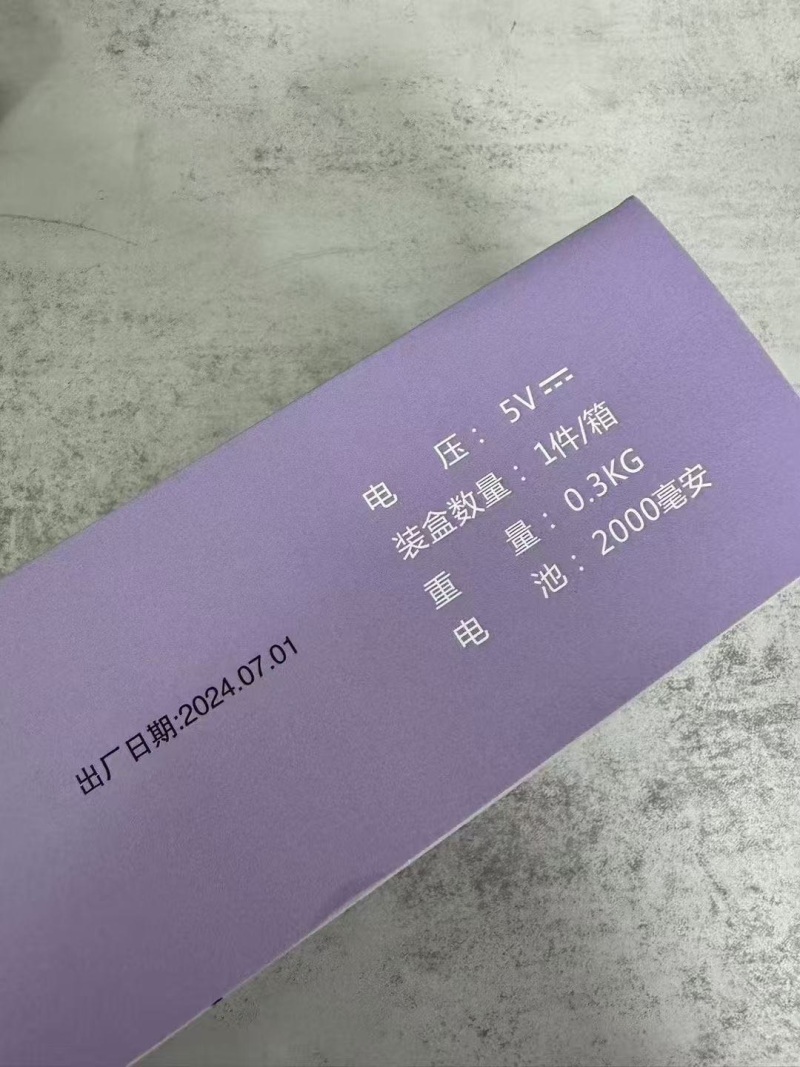 电 压：5V⎓
装盒数量：1件/箱
重 量：0.3KG
电 池：2000毫安
出厂日期:2024.07.01